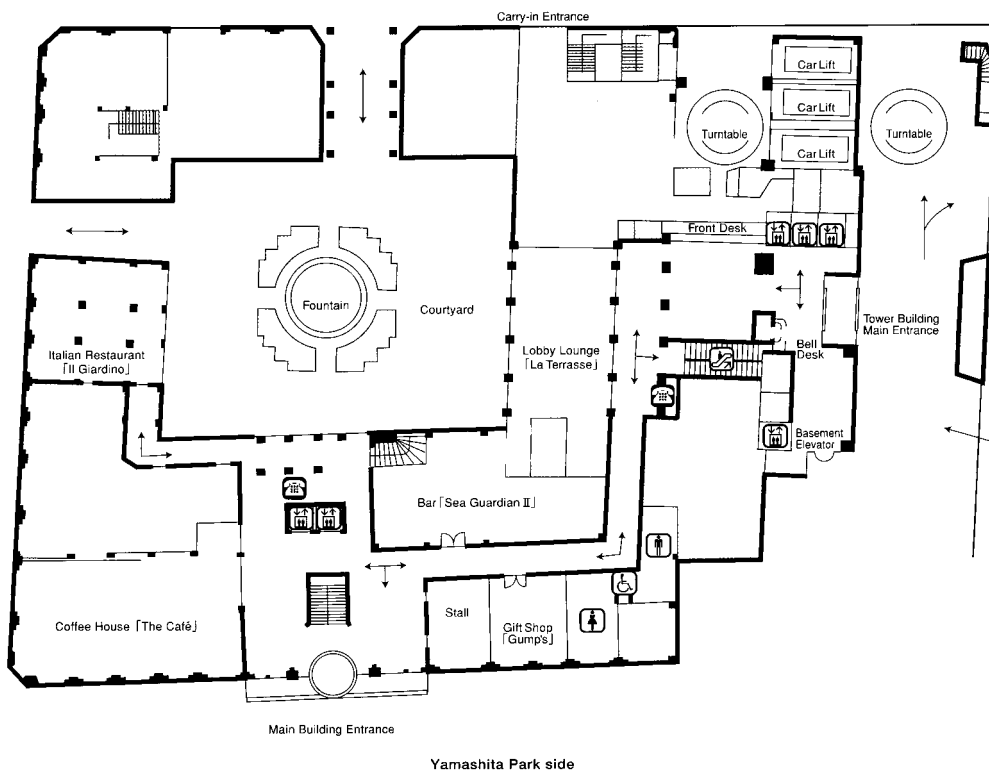 Carry-in Entrance
Car Lift
Car Lift
Turntable
Turntable
Car Lift
Front Desk
Fountain
Courtyard
Tower Building
Main Entrance
Italian Restaurant
「Il Giardino」
Lobby Lounge
「La Terrasse」
Bell
Desk
Basement
Elevator
Bar「Sea Guardian Ⅱ」
Coffee House「The Café」
Stall
Gift Shop
「Gump's」
Main Building Entrance
Yamashita Park side